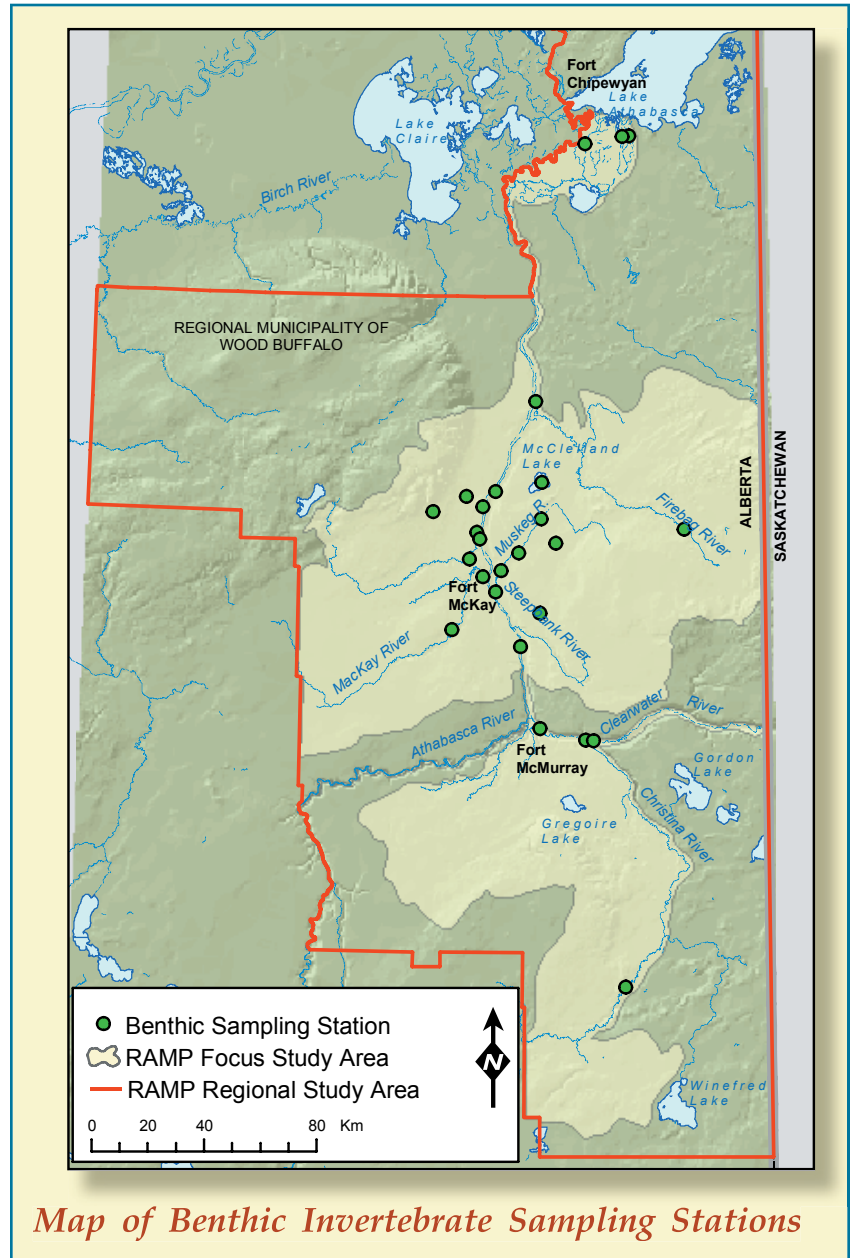 Fort
Chipewyan
Lake
Athabasca
Lake
Claire
Birch River
REGIONAL MUNICIPALITY OF
WOOD BUFFALO
McClelland
Lake
ALBERTA
SASKATCHEWAN
Firebag River
Muskeg R.
Fort
McKay
Steepbank River
MacKay River
Athabasca River
Clearwater River
Fort
McMurray
Gordon
Lake
Christina River
Gregoire
Lake
Winefred
Lake
Benthic Sampling Station
RAMP Focus Study Area
RAMP Regional Study Area
N
0 20 40 80 Km
Map of Benthic Invertebrate Sampling Stations